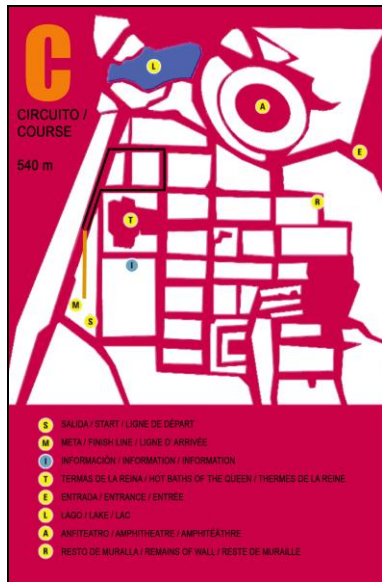 C
CIRCUITO /
COURSE
540 m
L
A
E
R
T
I
M
S
S SALIDA / START / LIGNE DE DÉPART
M META / FINISH LINE / LIGNE D' ARRIVÉE
I INFORMACIÓN / INFORMATION / INFORMATION
T TERMAS DE LA REINA / HOT BATHS OF THE QUEEN / THERMES DE LA REINE
E ENTRADA / ENTRANCE / ENTRÉE
L LAGO / LAKE / LAC
A ANFITEATRO / AMPHITHEATRE / AMPHITÉÂTHRE
R RESTO DE MURALLA / REMAINS OF WALL / RESTE DE MURAILLE